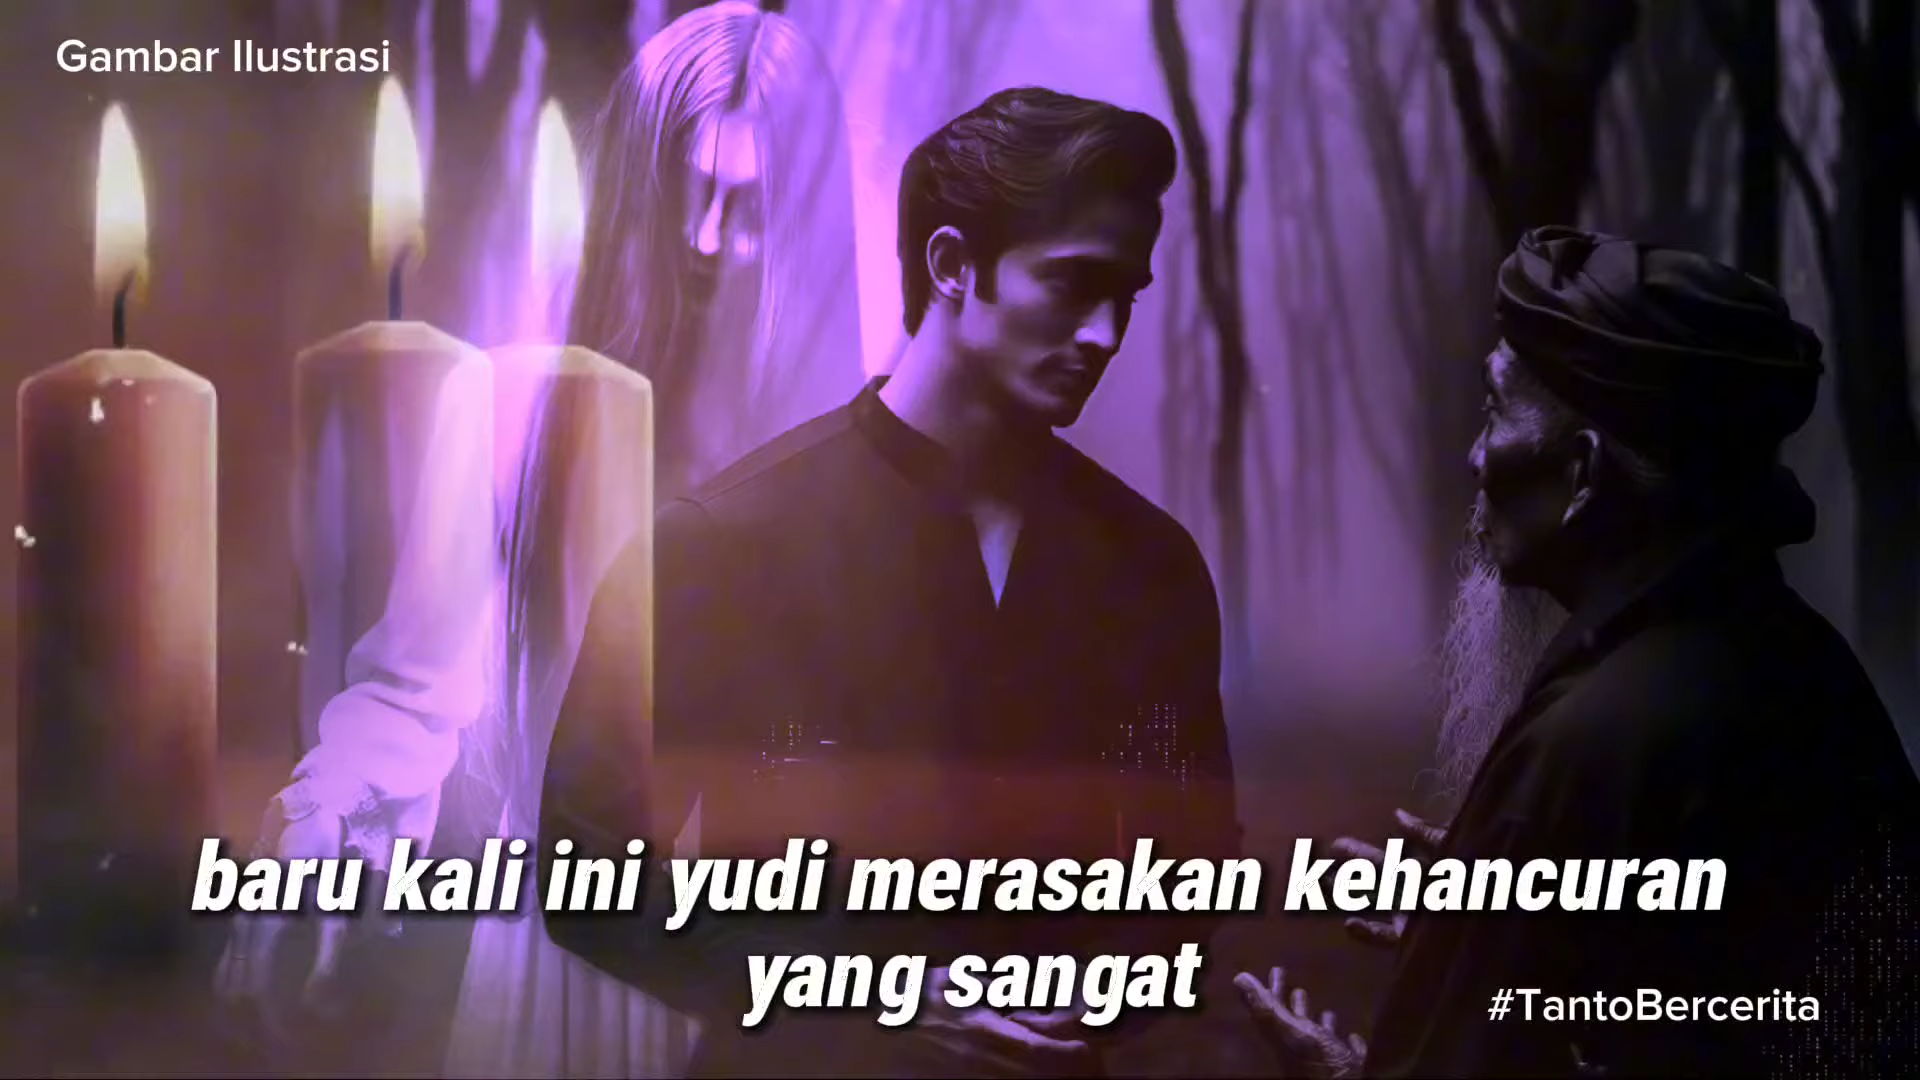 Gambar Ilustrasi
baru kali ini yudi merasakan kehancuran
yang sangat
#TantoBercerita